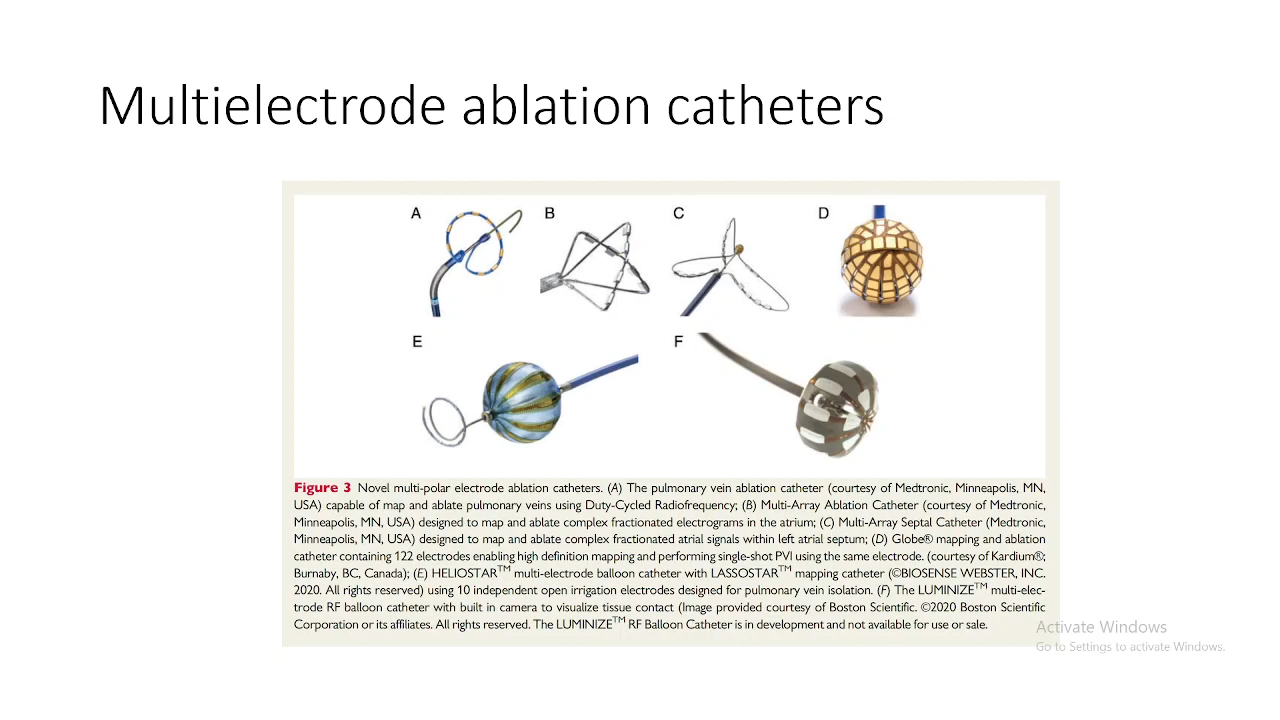 Multielectrode ablation catheters
A B C D
E F
Figure 3 Novel multi-polar electrode ablation catheters. (A) The pulmonary vein ablation catheter (courtesy of Medtronic, Minneapolis, MN,
USA) capable of map and ablate pulmonary veins using Duty-Cycled Radiofrequency; (B) Multi-Array Ablation Catheter (courtesy of Medtronic,
Minneapolis, MN, USA) designed to map and ablate complex fractionated electrograms in the atrium; (C) Multi-Array Septal Catheter (Medtronic,
Minneapolis, MN, USA) designed to map and ablate complex fractionated atrial signals within left atrial septum; (D) Globe® mapping and ablation
catheter containing 122 electrodes enabling high definition mapping and performing single-shot PVI using the same electrode. (courtesy of Kardium®;
Burnaby, BC, Canada); (E) HELIOSTAR™ multi-electrode balloon catheter with LASSOSTAR™ mapping catheter (©BIOSENSE WEBSTER, INC.
2020. All rights reserved) using 10 independent open irrigation electrodes designed for pulmonary vein isolation. (F) The LUMINIZE™ multi-elec-
trode RF balloon catheter with built in camera to visualize tissue contact (Image provided courtesy of Boston Scientific. ©2020 Boston Scientific
Corporation or its affiliates. All rights reserved. The LUMINIZE™ RF Balloon Catheter is in development and not available for use or sale.
Activate Windows
Go to Settings to activate Windows.